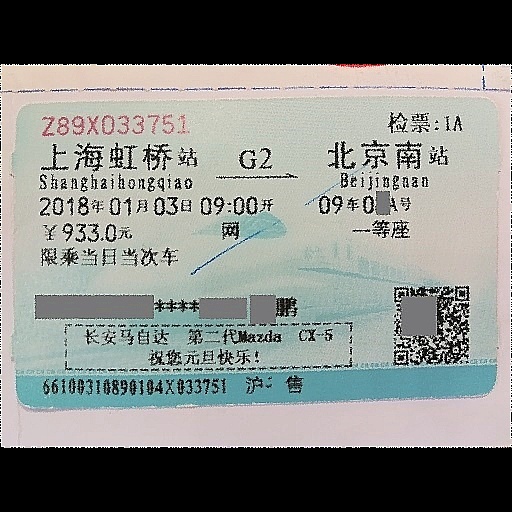 Z89X033751 检票:1A
上海虹桥站 G2 北京南站
Shanghaihongqiao Beijingnan
2018年01月03日09:00开 09车0 A号
￥933.0元 网 一等座
限乘当日当次车
**** 鹏
长安马自达 第二代Mazda CX-5
祝您元旦快乐!
66100310890104X033751 沪 售